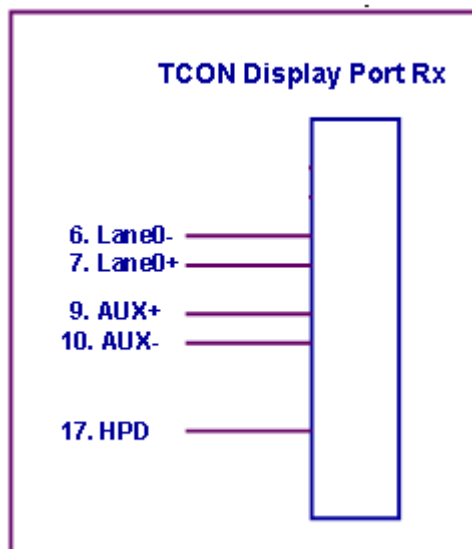 TCON Display Port Rx
6. Lane0-
7. Lane0+
9. AUX+
10. AUX-
17. HPD